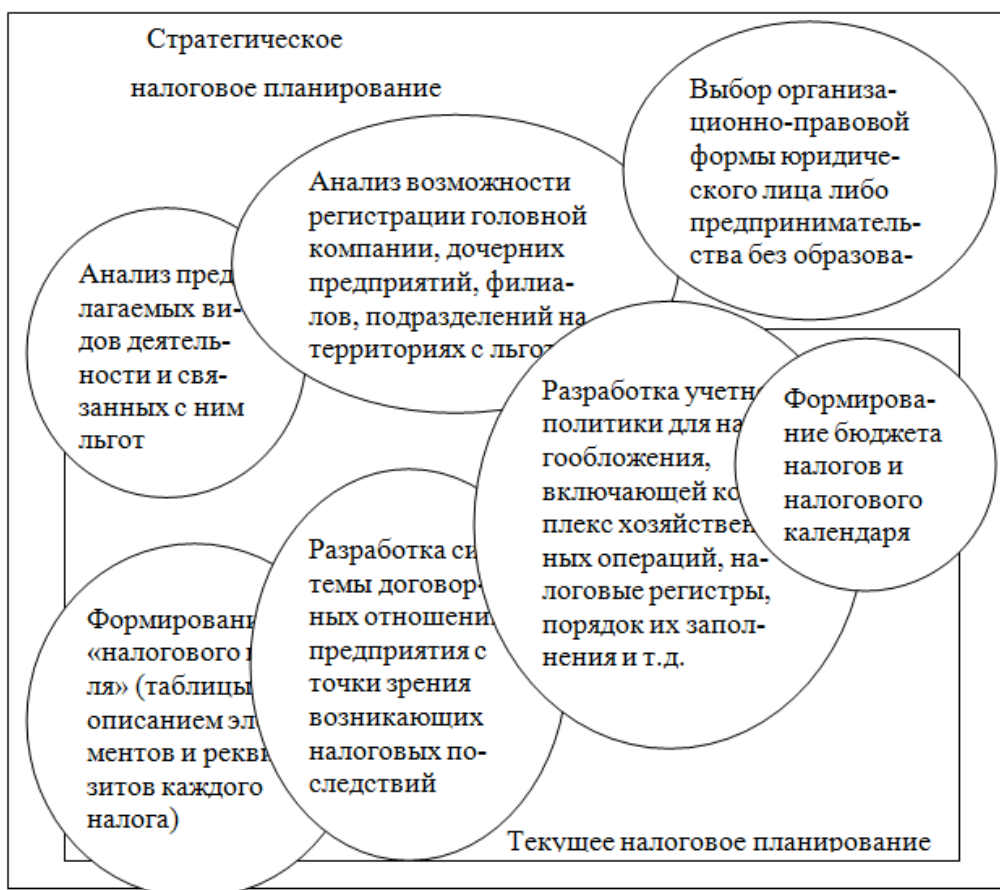 Стратегическое
налоговое планирование
Выбор организа-
ционно-правовой
формы юридиче-
ского лица либо
предприниматель-
ства без образова-
Анализ возможности
регистрации головной
компании, дочерних
предприятий, филиа-
лов, подразделений на
территориях с льгот
Анализ пред
лагаемых ви-
дов деятель-
ности и свя-
занных с ним
льгот
Разработка учетн
политики для на
гообложения,
включающей ко
плекс хозяйствен
ных операций, на-
логовые регистры,
порядок их запол-
нения и т.д.
Формирова-
ние бюджета
налогов и
налогового
календаря
Разработка си
темы договор-
ных отношени
предприятия с
точки зрения
возникающих
налоговых по-
следствий
Формировани
«налогового
ля» (таблицы
описанием эл
ментов и рекви
зитов каждого
налога)
Текущее налоговое планирование